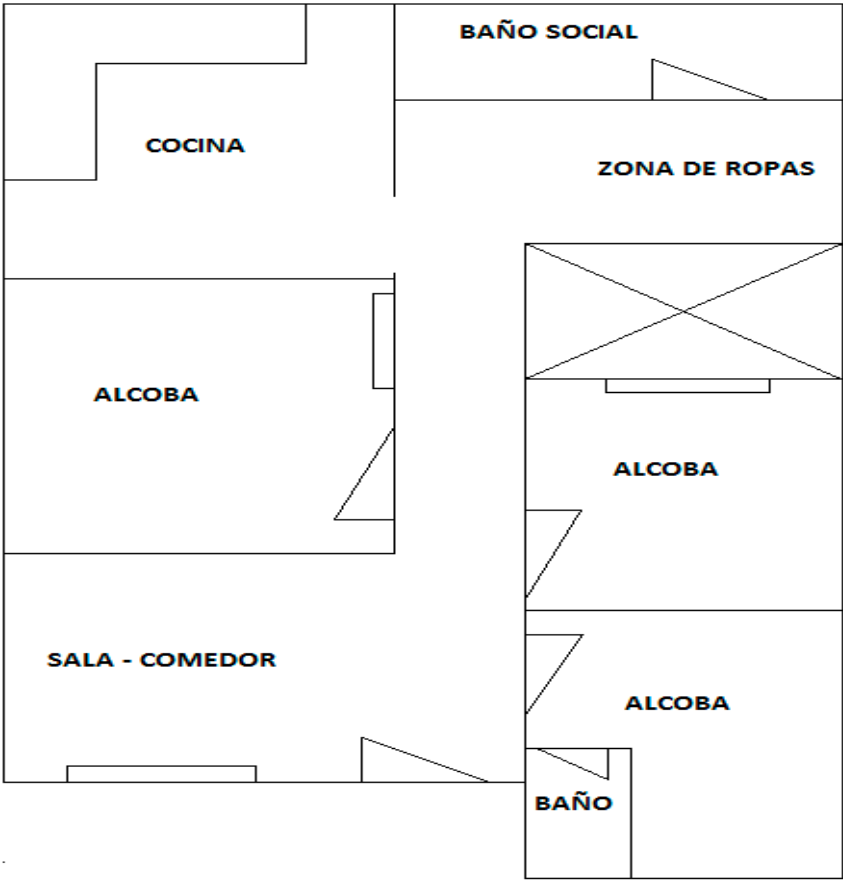 BAÑO SOCIAL
COCINA
ZONA DE ROPAS
ALCOBA
ALCOBA
SALA - COMEDOR
ALCOBA
BAÑO